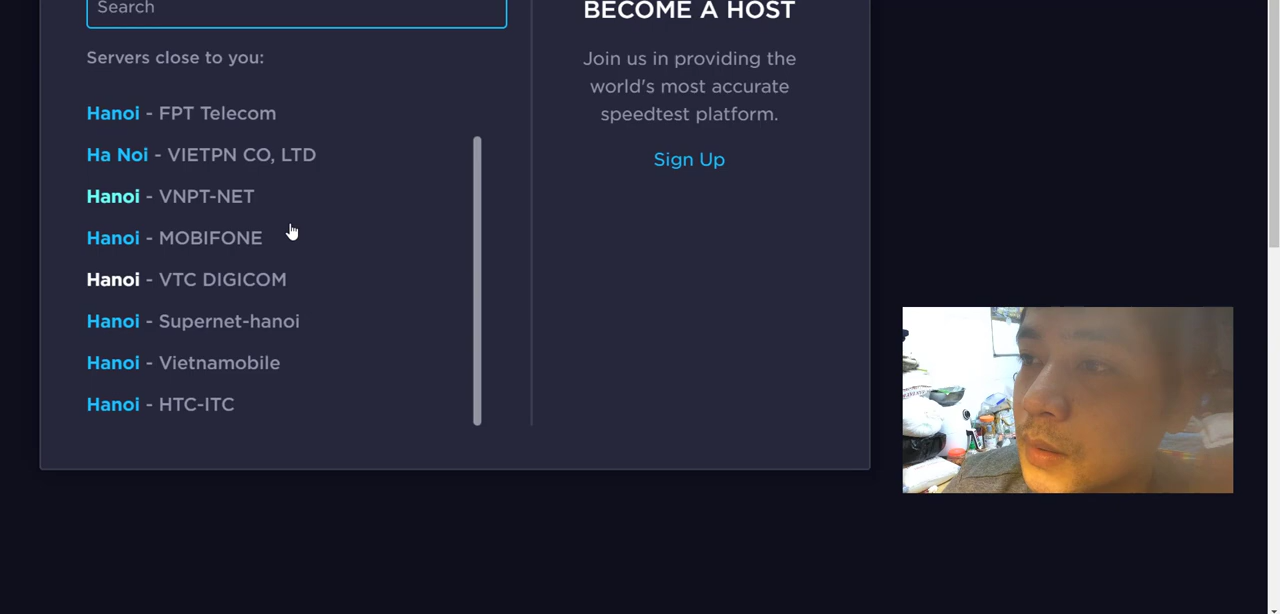 Search
Servers close to you:
Hanoi - FPT Telecom
Ha Noi - VIETPN CO, LTD
Hanoi - VNPT-NET
Hanoi - MOBIFONE
Hanoi - VTC DIGICOM
Hanoi - Supernet-hanoi
Hanoi - Vietnamobile
Hanoi - HTC-ITC
BECOME A HOST
Join us in providing the
world's most accurate
speedtest platform.
Sign Up